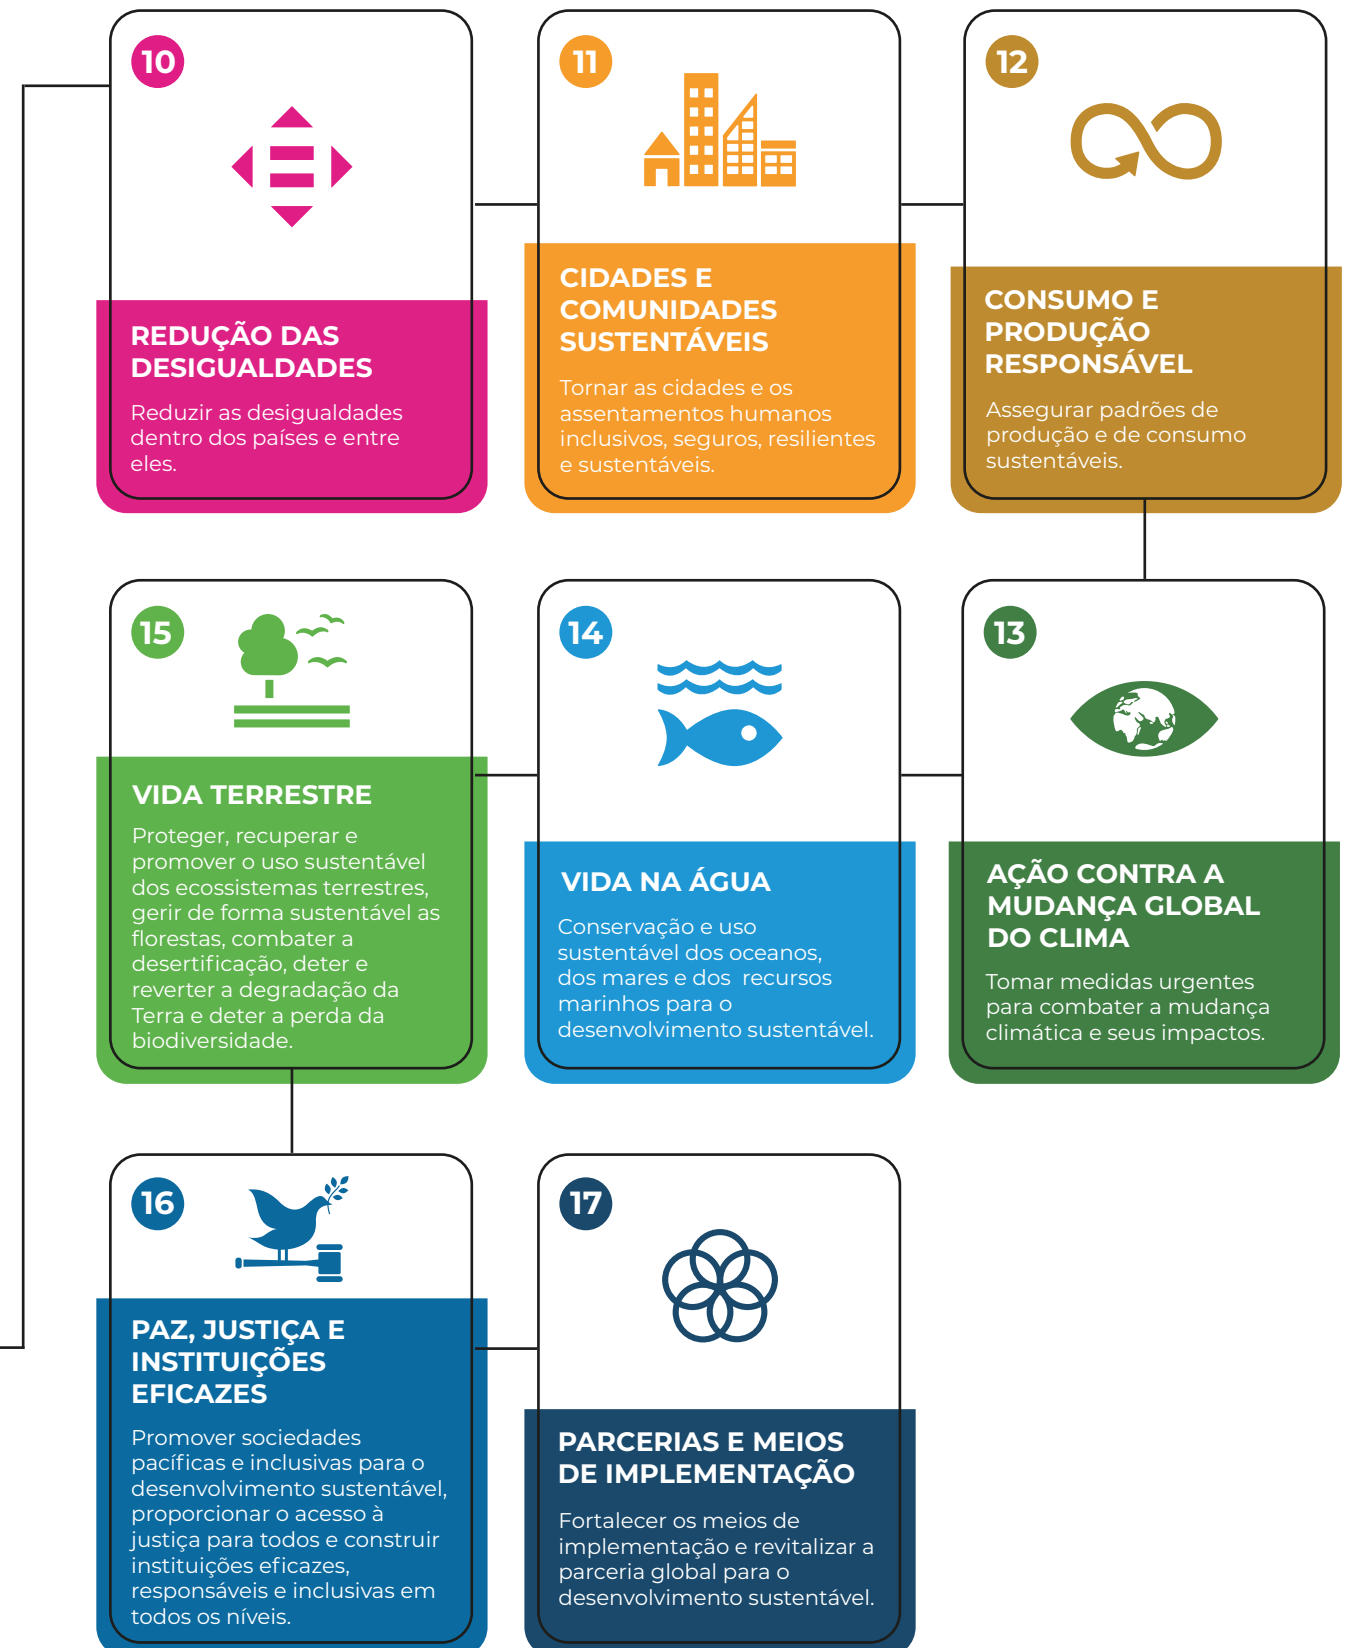 10
REDUÇÃO DAS
DESIGUALDADES
Reduzir as desigualdades
dentro dos países e entre
eles.
11
CIDADES E
COMUNIDADES
SUSTENTÁVEIS
Tornar as cidades e os
assentamentos humanos
inclusivos, seguros, resilientes
e sustentáveis.
12
CONSUMO E
PRODUÇÃO
RESPONSÁVEL
Assegurar padrões de
produção e de consumo
sustentáveis.
13
AÇÃO CONTRA A
MUDANÇA GLOBAL
DO CLIMA
Tomar medidas urgentes
para combater a mudança
climática e seus impactos.
14
VIDA NA ÁGUA
Conservação e uso
sustentável dos oceanos,
dos mares e dos recursos
marinhos para o
desenvolvimento sustentável.
15
VIDA TERRESTRE
Proteger, recuperar e
promover o uso sustentável
dos ecossistemas terrestres,
gerir de forma sustentável as
florestas, combater a
desertificação, deter e
reverter a degradação da
Terra e deter a perda da
biodiversidade.
16
PAZ, JUSTIÇA E
INSTITUIÇÕES
EFICAZES
Promover sociedades
pacíficas e inclusivas para o
desenvolvimento sustentável,
proporcionar o acesso à
justiça para todos e construir
instituições eficazes,
responsáveis e inclusivas em
todos os níveis.
17
PARCERIAS E MEIOS
DE IMPLEMENTAÇÃO
Fortalecer os meios de
implementação e revitalizar a
parceria global para o
desenvolvimento sustentável.